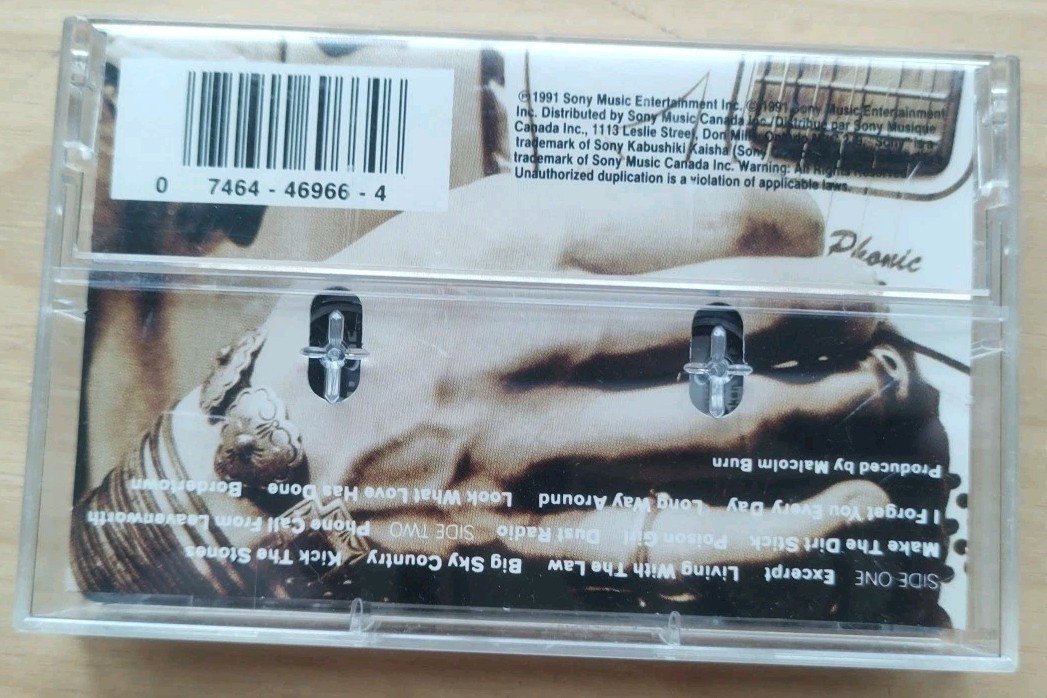 0 7464 - 46966 - 4
℗ 1991 Sony Music Entertainment Inc. © 1991 Sony Music Entertainment
Inc. Distributed by Sony Music Canada Inc./Distribué par Sony Musique
Canada Inc., 1113 Leslie Street, Don Mills, "Sony" is a
trademark of Sony Kabushiki Kaisha (Sony
trademark of Sony Music Canada Inc. Warning: All Rights Reserved.
Unauthorized duplication is a violation of applicable laws.
Phonic
SIDE ONE Excerpt Living With The Law Big Sky Country Kick The Stones
Make The Dirt Stick Poison Girl Dust Radio SIDE TWO Phone Call From Leavenworth
I Forget You Every Day Long Way Around Look What Love Has Done Bordertown
Produced by Malcolm Burn